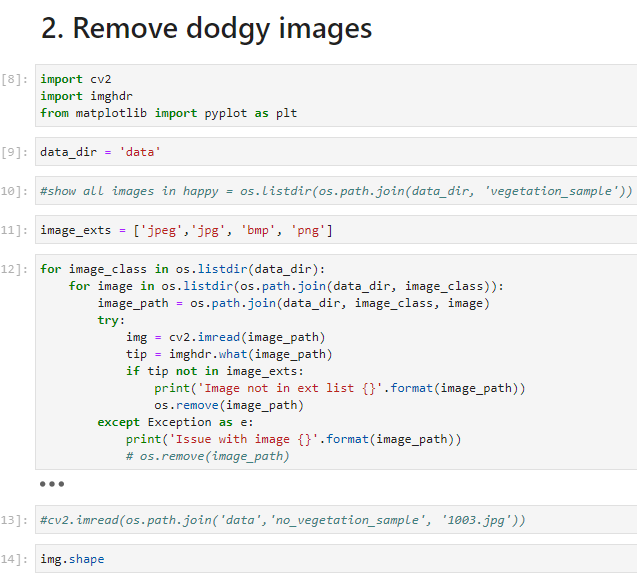 2. Remove dodgy images
[8]: import cv2
import imghdr
from matplotlib import pyplot as plt
[9]: data_dir = 'data'
10]: #show all images in happy = os.listdir(os.path.join(data_dir, 'vegetation_sample'))
11]: image_exts = ['jpeg','jpg', 'bmp', 'png']
12]: for image_class in os.listdir(data_dir):
    for image in os.listdir(os.path.join(data_dir, image_class)):
        image_path = os.path.join(data_dir, image_class, image)
        try:
            img = cv2.imread(image_path)
            tip = imghdr.what(image_path)
            if tip not in image_exts:
                print('Image not in ext list {}'.format(image_path))
                os.remove(image_path)
        except Exception as e:
            print('Issue with image {}'.format(image_path))
            # os.remove(image_path)
13]: #cv2.imread(os.path.join('data','no_vegetation_sample', '1003.jpg'))
14]: img.shape